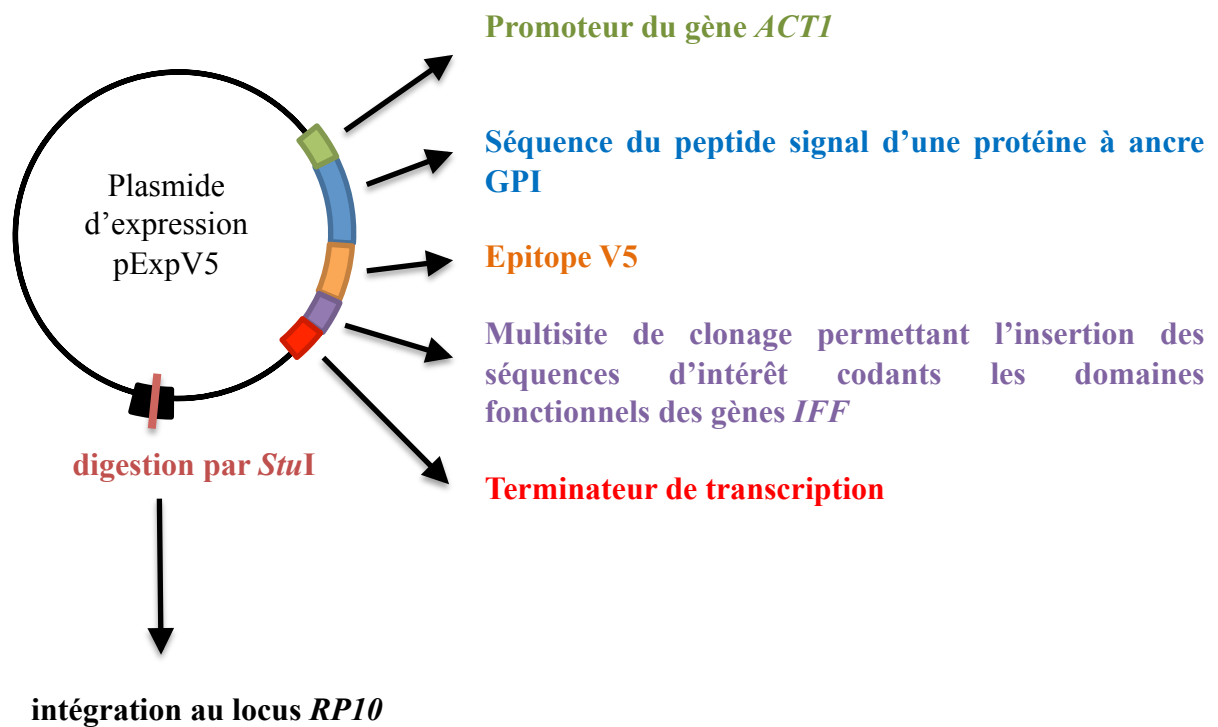 Promoteur du gène ACT1
Séquence du peptide signal d'une protéine à ancre
GPI
Plasmide
d'expression
pExpV5
Epitope V5
Multisite de clonage permettant l'insertion des
séquences d'intérêt codants les domaines
fonctionnels des gènes IFF
digestion par StuI
Terminateur de transcription
intégration au locus RP10